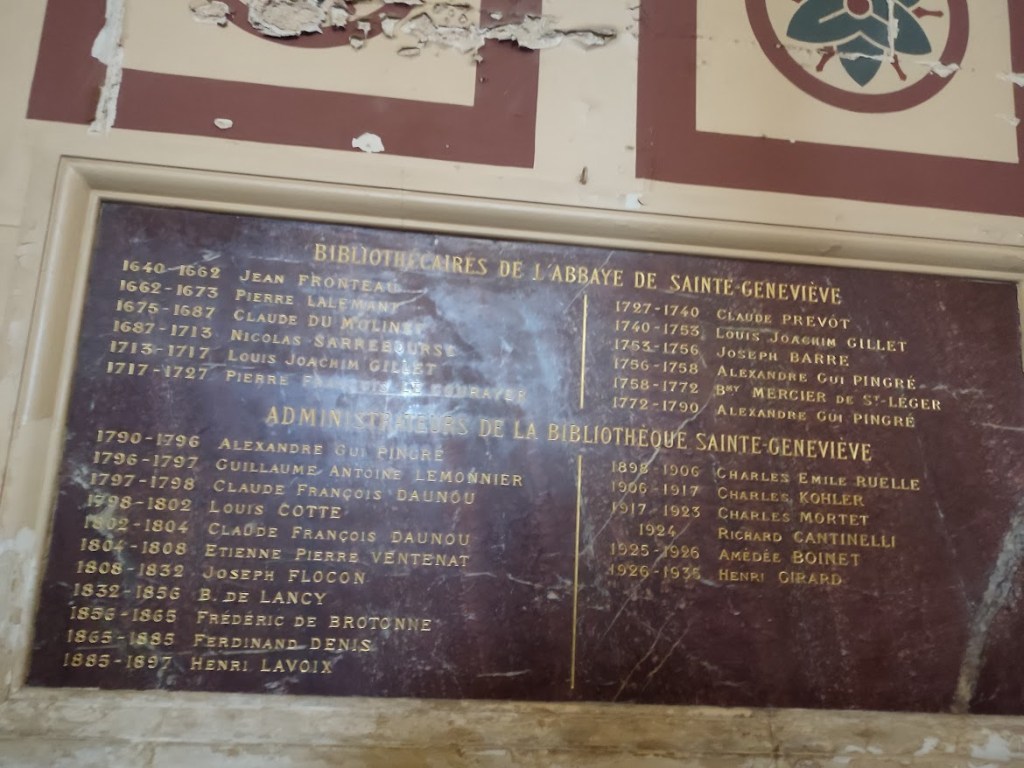 BIBLIOTHÉCAIRES DE L'ABBAYE DE SAINTE-GENEVIÈVE
1640-1662 JEAN FRONTEAU
1662-1673 PIERRE LALEMANT
1675-1687 CLAUDE DU MOLINET
1687-1713 NICOLAS SARREBOURSE
1713-1717 LOUIS JOACHIM GILLET
1717-1727 PIERRE FRANÇOIS LE COURAYER
1727-1740 CLAUDE PREVÔT
1740-1753 LOUIS JOACHIM GILLET
1753-1756 JOSEPH BARRE
1756-1758 ALEXANDRE GUI PINGRÉ
1758-1772 BMY MERCIER DE ST-LÉGER
1772-1790 ALEXANDRE GUI PINGRÉ
ADMINISTRATEURS DE LA BIBLIOTHÈQUE SAINTE-GENEVIÈVE
1790-1796 ALEXANDRE GUI PINGRÉ
1796-1797 GUILLAUME ANTOINE LEMONNIER
1797-1798 CLAUDE FRANÇOIS DAUNOU
1798-1802 LOUIS COTTE
1802-1804 CLAUDE FRANÇOIS DAUNOU
1804-1808 ETIENNE PIERRE VENTENAT
1808-1832 JOSEPH FLOCON
1832-1856 B. DE LANCY
1856-1865 FRÉDÉRIC DE BROTONNE
1865-1885 FERDINAND DENIS
1885-1897 HENRI LAVOIX
1898-1906 CHARLES EMILE RUELLE
1906-1917 CHARLES KOHLER
1917-1923 CHARLES MORTET
1924 RICHARD CANTINELLI
1925-1926 AMÉDÉE BOINET
1926-1935 HENRI GIRARD